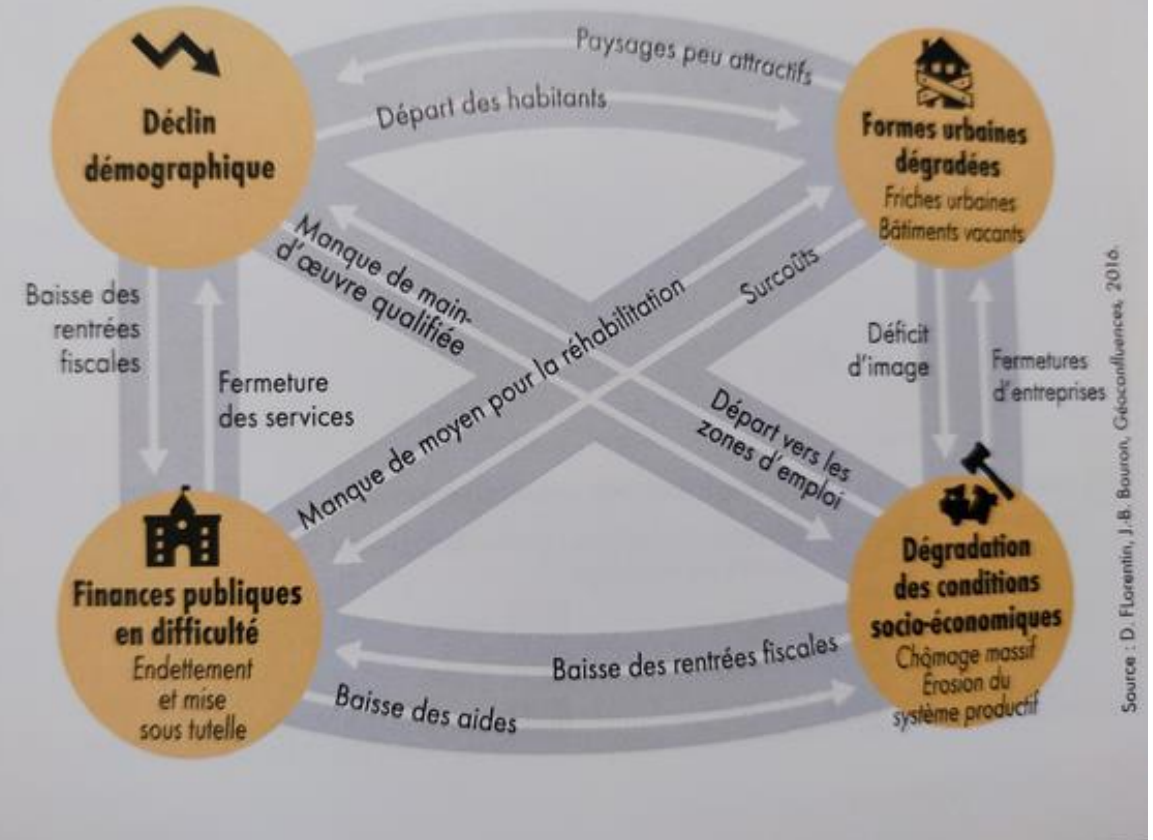 Paysages peu attractifs
Départ des habitants
Déclin
démographique
Formes urbaines
dégradées
Friches urbaines
Bâtiments vacants
Manque de main-
d'œuvre qualifiée
Manque de moyen pour la réhabilitation
Surcoûts
Baisse des
rentrées
fiscales
Fermeture
des services
Déficit
d'image
Fermetures
d'entreprises
Départ vers les
zones d'emploi
Finances publiques
en difficulté
Endettement
et mise
sous tutelle
Dégradation
des conditions
socio-économiques
Chômage massif
Érosion du
système productif
Baisse des rentrées fiscales
Baisse des aides
Source : D. FLorentin, J.-B. Bouron, Géoconfluences, 2016.